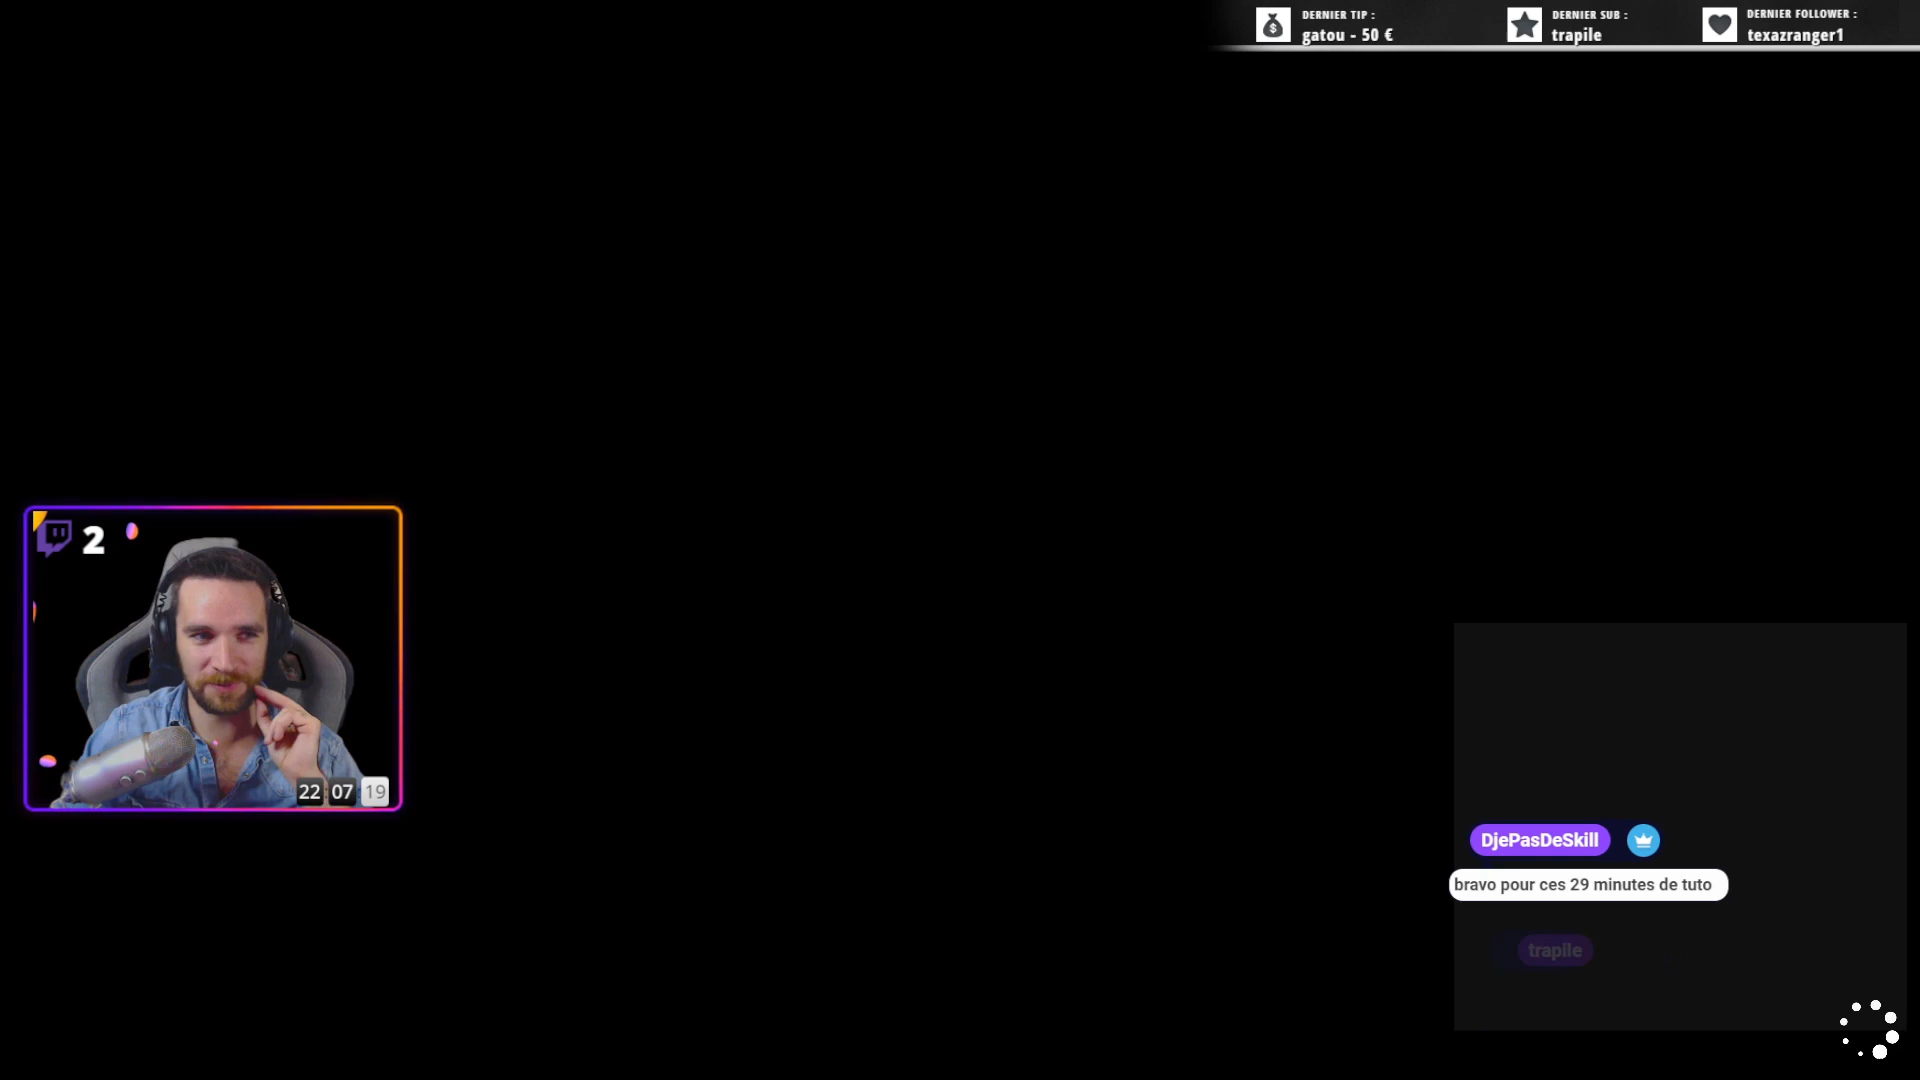 DERNIER TIP :
gatou - 50 €
DERNIER SUB :
trapile
DERNIER FOLLOWER :
texazranger1
2
22 07 19
DjePasDeSkill
bravo pour ces 29 minutes de tuto
trapile